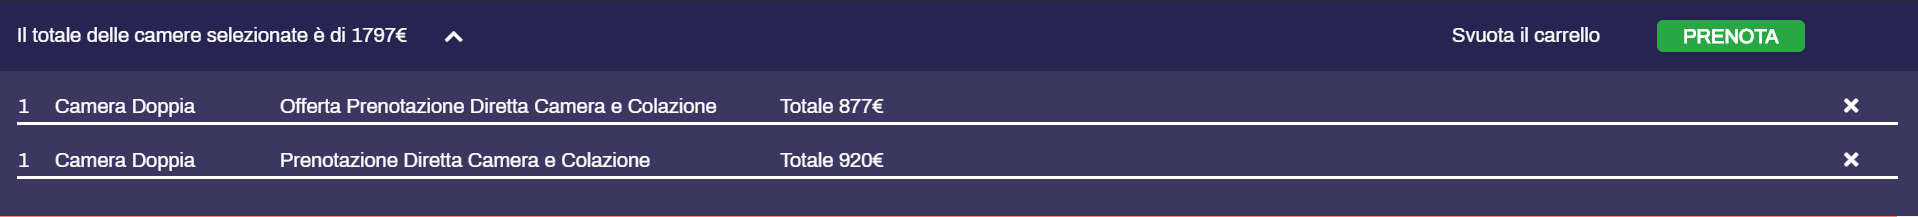 Il totale delle camere selezionate è di 1797€ Svuota il carrello PRENOTA
1 Camera Doppia Offerta Prenotazione Diretta Camera e Colazione Totale 877€
1 Camera Doppia Prenotazione Diretta Camera e Colazione Totale 920€